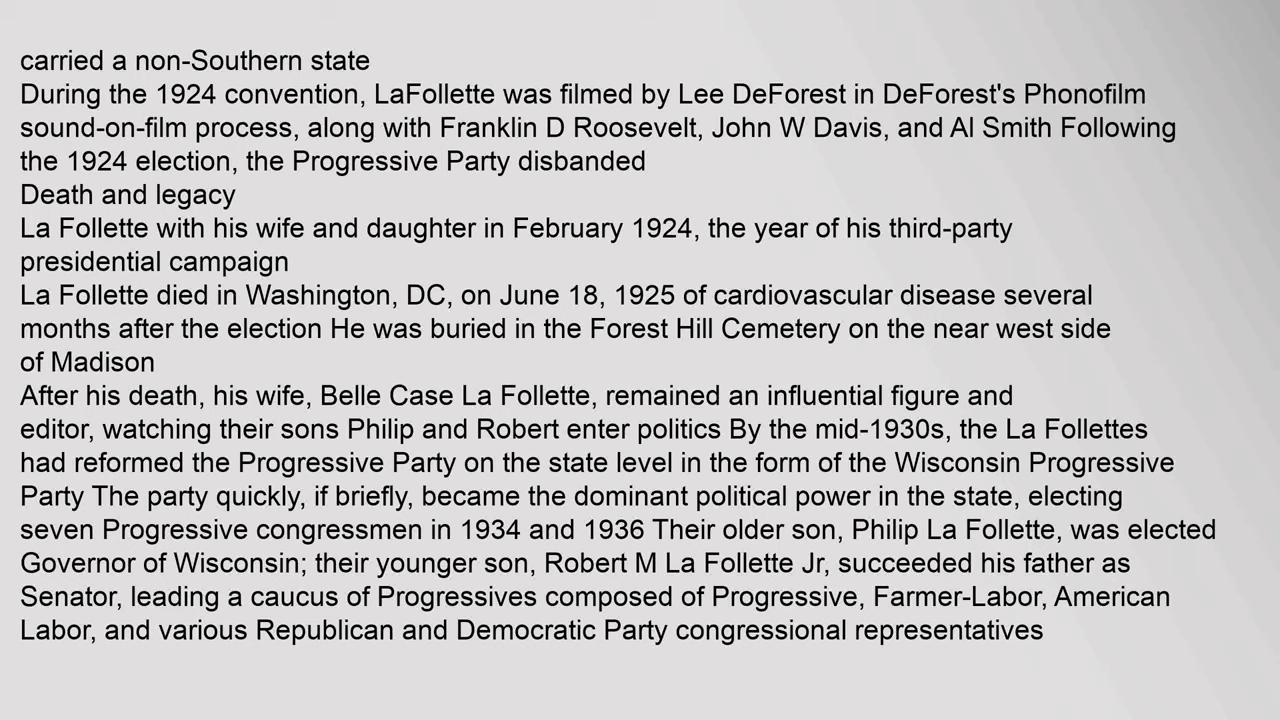 carried a non-Southern state
During the 1924 convention, LaFollette was filmed by Lee DeForest in DeForest's Phonofilm
sound-on-film process, along with Franklin D Roosevelt, John W Davis, and Al Smith Following
the 1924 election, the Progressive Party disbanded
Death and legacy
La Follette with his wife and daughter in February 1924, the year of his third-party
presidential campaign
La Follette died in Washington, DC, on June 18, 1925 of cardiovascular disease several
months after the election He was buried in the Forest Hill Cemetery on the near west side
of Madison
After his death, his wife, Belle Case La Follette, remained an influential figure and
editor, watching their sons Philip and Robert enter politics By the mid-1930s, the La Follettes
had reformed the Progressive Party on the state level in the form of the Wisconsin Progressive
Party The party quickly, if briefly, became the dominant political power in the state, electing
seven Progressive congressmen in 1934 and 1936 Their older son, Philip La Follette, was elected
Governor of Wisconsin; their younger son, Robert M La Follette Jr, succeeded his father as
Senator, leading a caucus of Progressives composed of Progressive, Farmer-Labor, American
Labor, and various Republican and Democratic Party congressional representatives